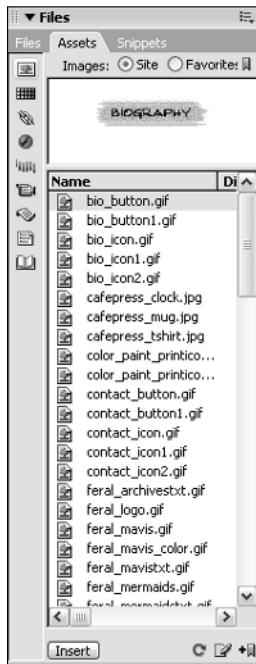 Files
Files Assets Snippets
Images: Site Favorites
BIOGRAPHY
Name Di
bio_button.gif
bio_button1.gif
bio_icon.gif
bio_icon1.gif
bio_icon2.gif
cafepress_clock.jpg
cafepress_mug.jpg
cafepress_tshirt.jpg
color_paint_printico...
color_paint_printico...
contact_button.gif
contact_button1.gif
contact_icon.gif
contact_icon1.gif
contact_icon2.gif
feral_archivestxt.gif
feral_logo.gif
feral_mavis.gif
feral_mavis_color.gif
feral_mavistxt.gif
feral_mermaids.gif
feral_mermaidstxt.gif
Insert